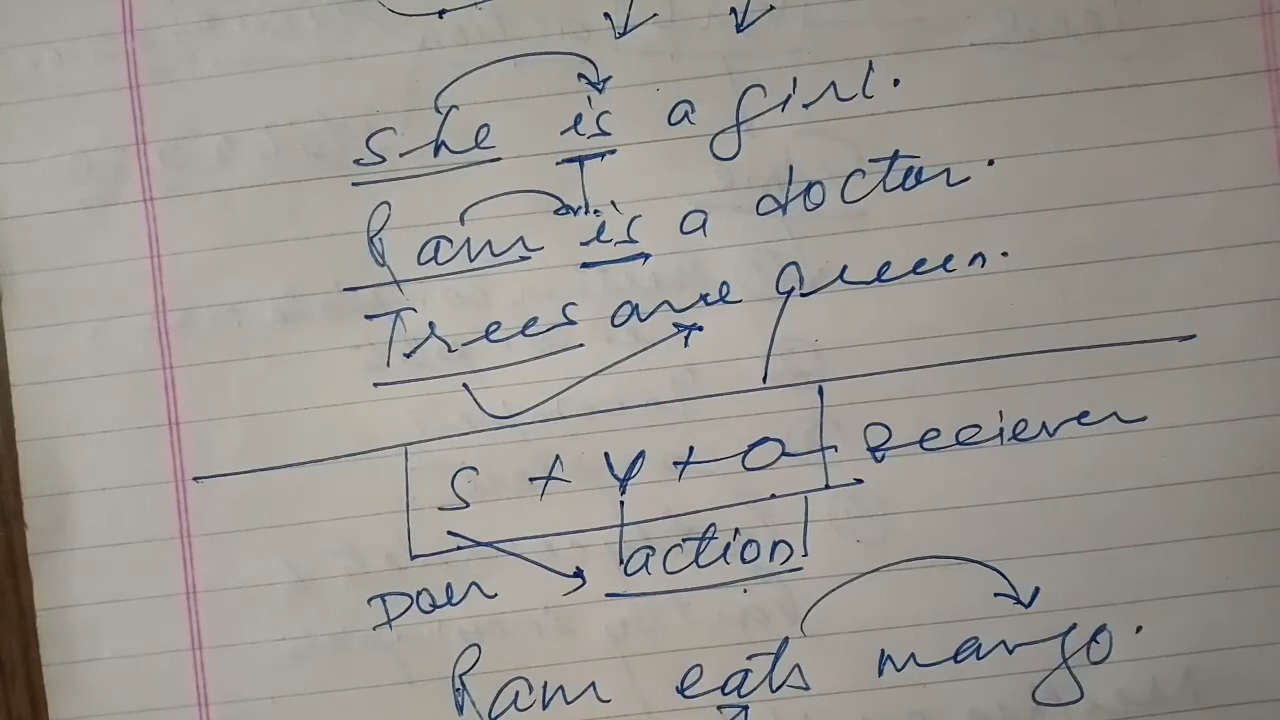 She is a girl.
Ram is a doctor.
Trees are green.
S + V + O Reciever
Doer action
Ram eats mango.